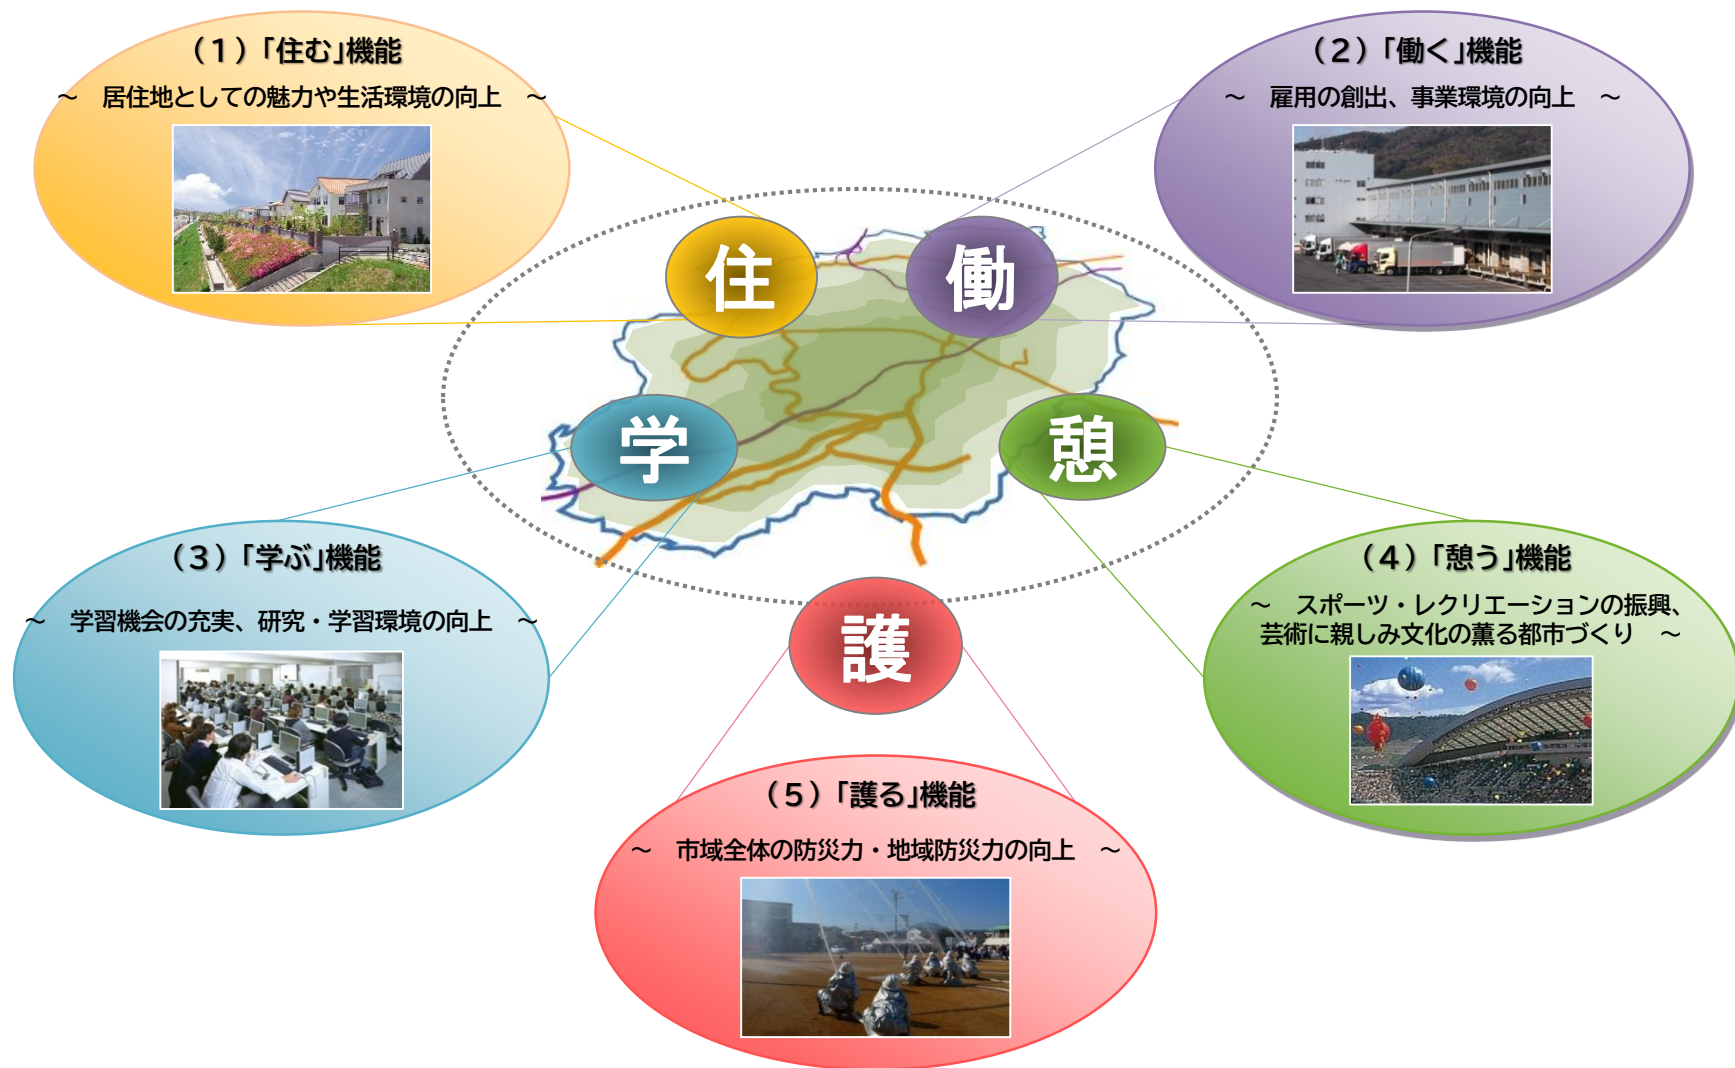 （１）「住む」機能
～　居住地としての魅力や生活環境の向上　～
（２）「働く」機能
～　雇用の創出、事業環境の向上　～
住
働
学
憩
護
（３）「学ぶ」機能
～　学習機会の充実、研究・学習環境の向上　～
（４）「憩う」機能
～　スポーツ・レクリエーションの振興、
芸術に親しみ文化の薫る都市づくり　～
（５）「護る」機能
～　市域全体の防災力・地域防災力の向上　～